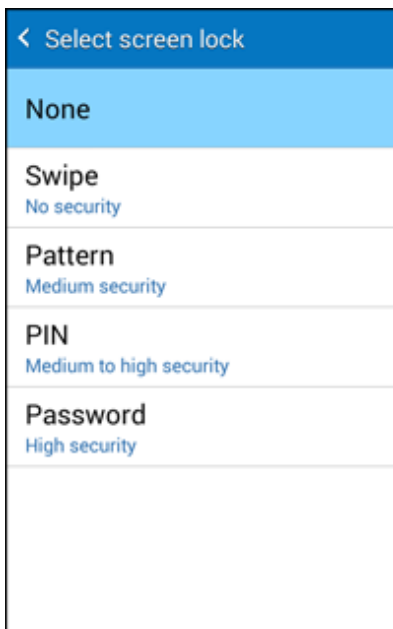 Select screen lock
None
Swipe
No security
Pattern
Medium security
PIN
Medium to high security
Password
High security